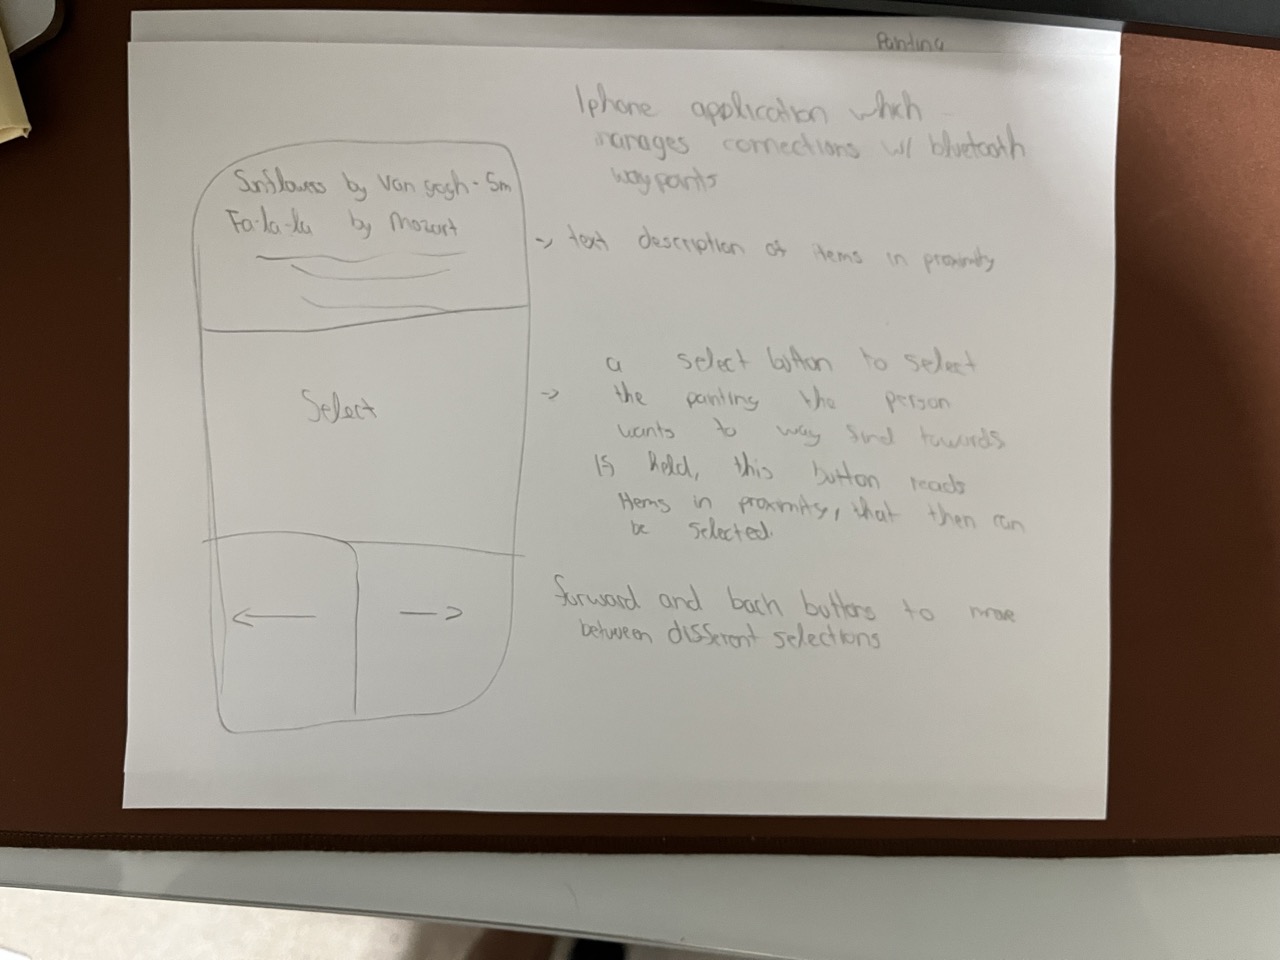 Panding
Sunflowers by Van gogh - 5m
Fa-la-la by Mozart
Select
Iphone application which
manages connections w/ bluetooth
way points
-> text description of items in proximity
-> a select button to select
the painting the person
wants to way find towards
is held, this button reads
items in proximity, that then can
be selected.
forward and back buttons to move
between different selections